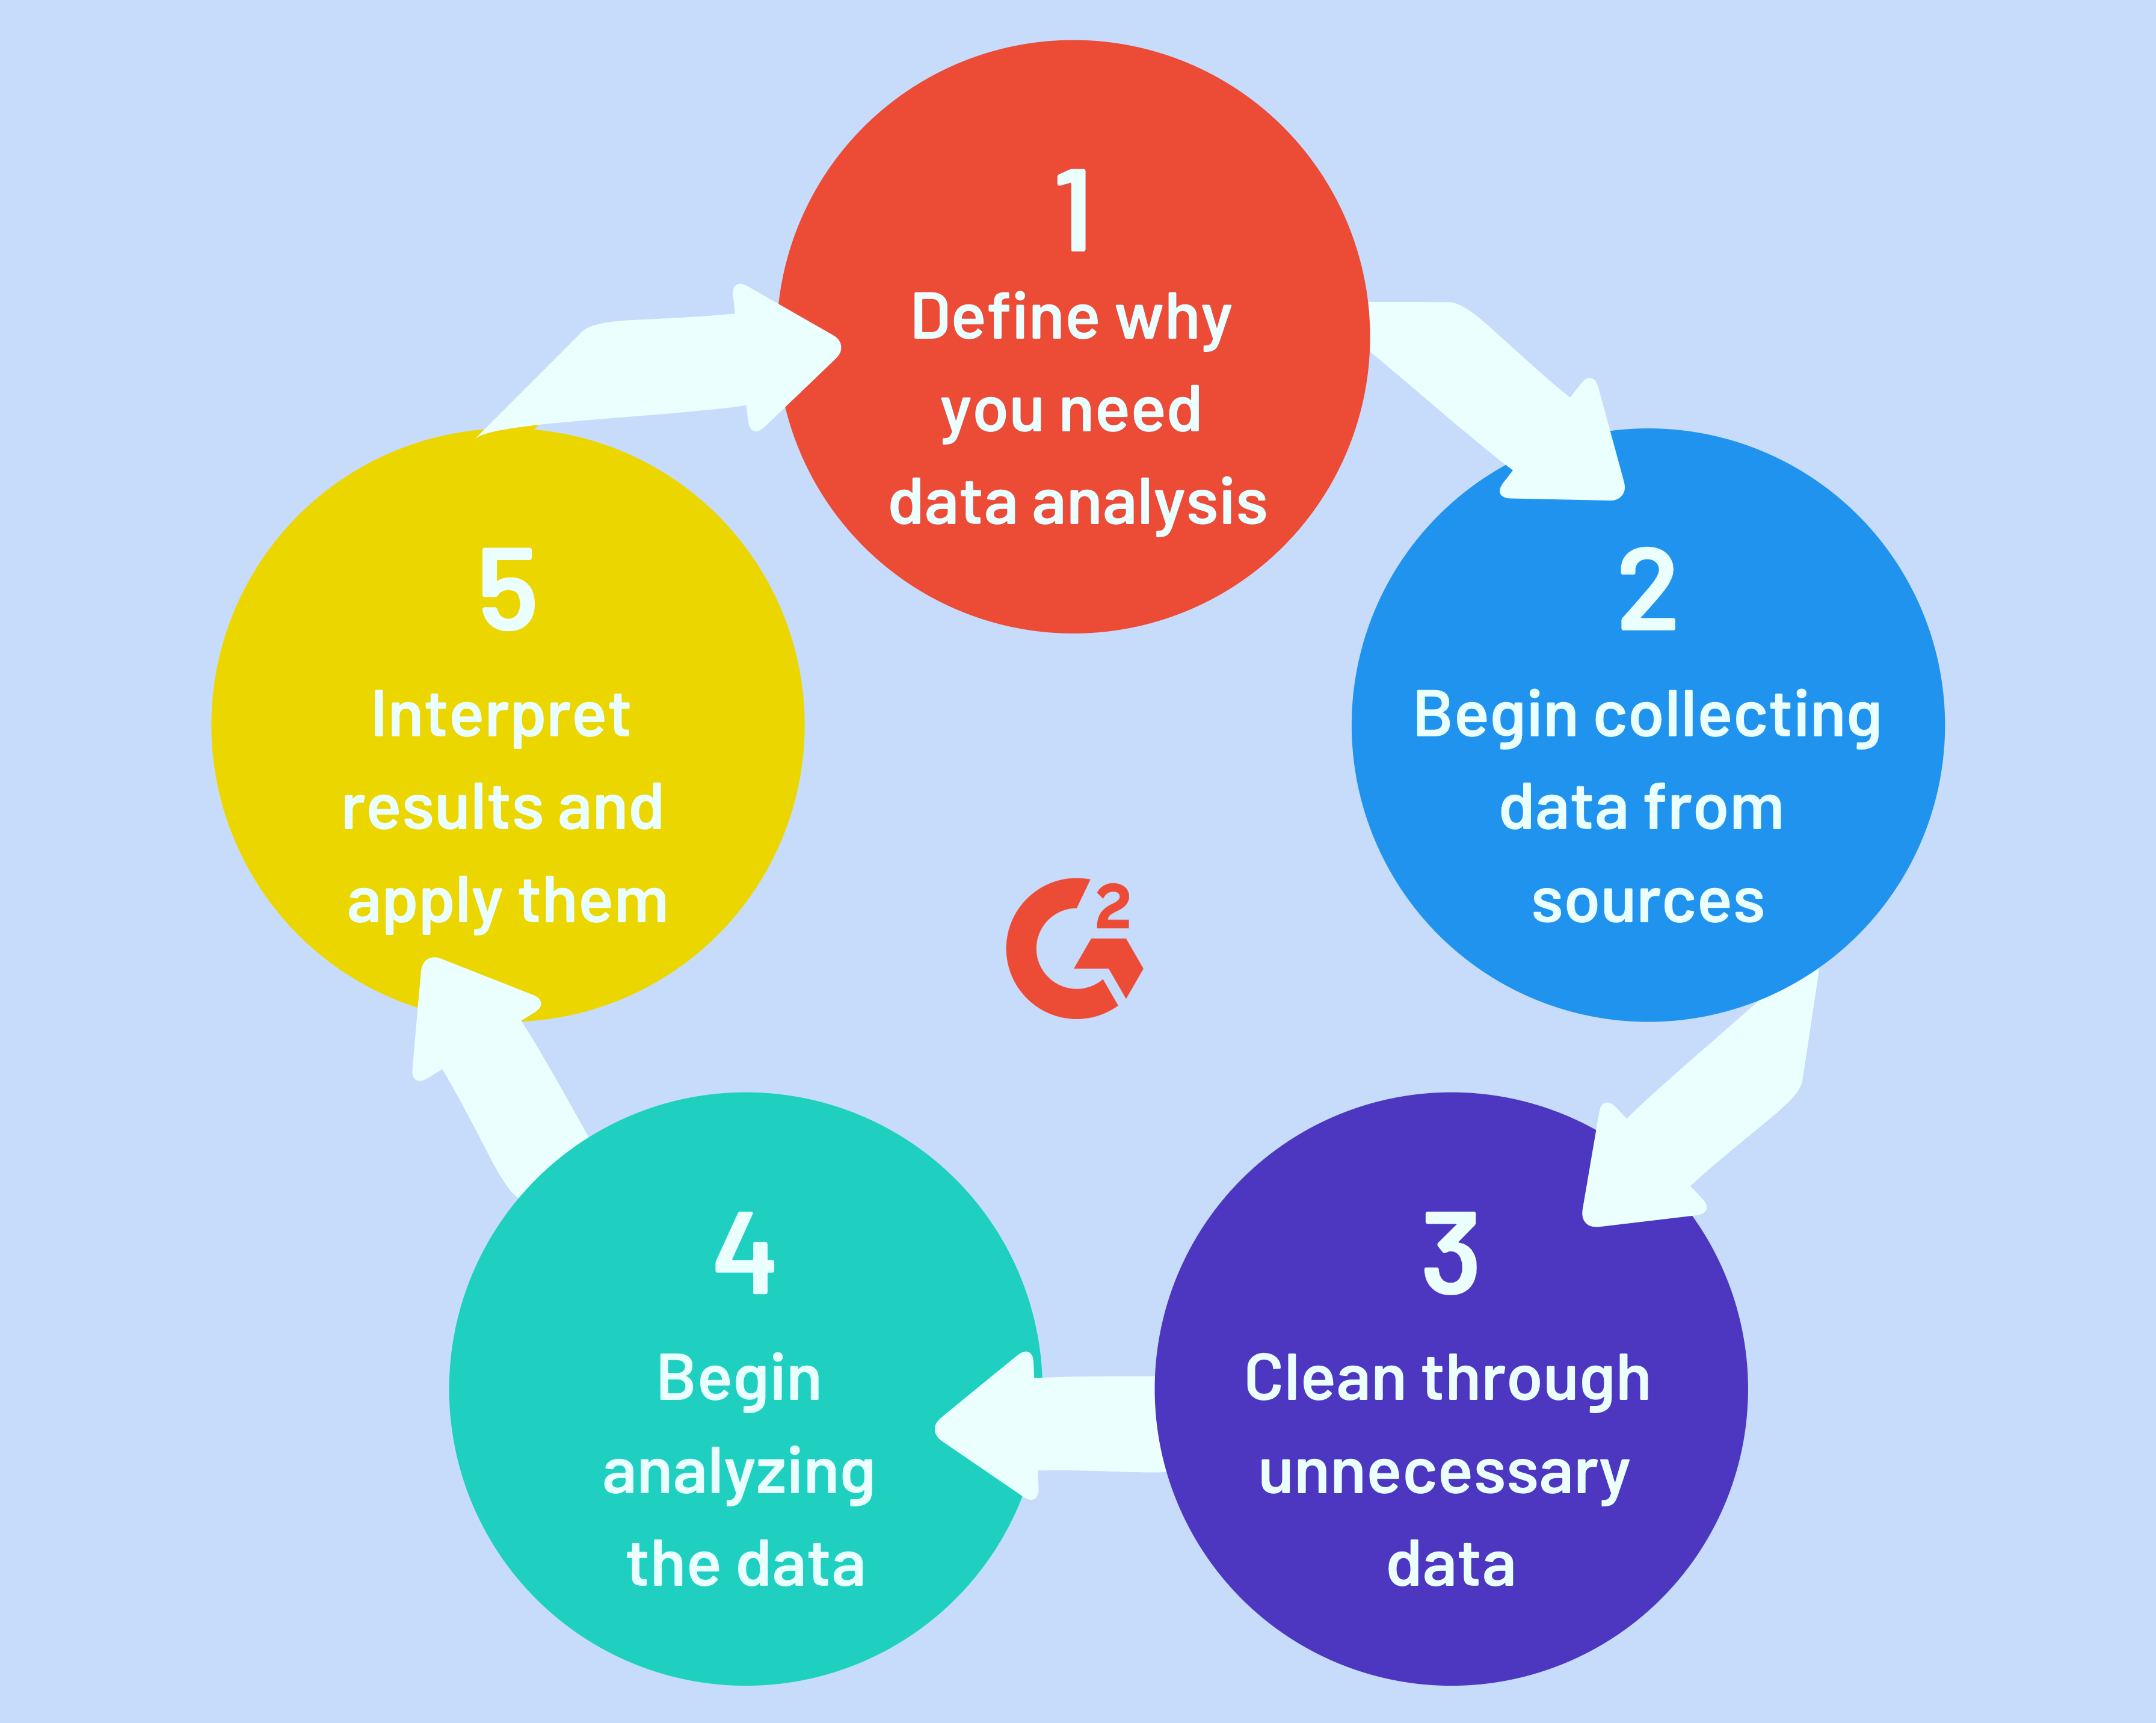 1
Define why
you need
data analysis
2
Begin collecting
data from
sources
3
Clean through
unnecessary
data
4
Begin
analyzing
the data
5
Interpret
results and
apply them
G2